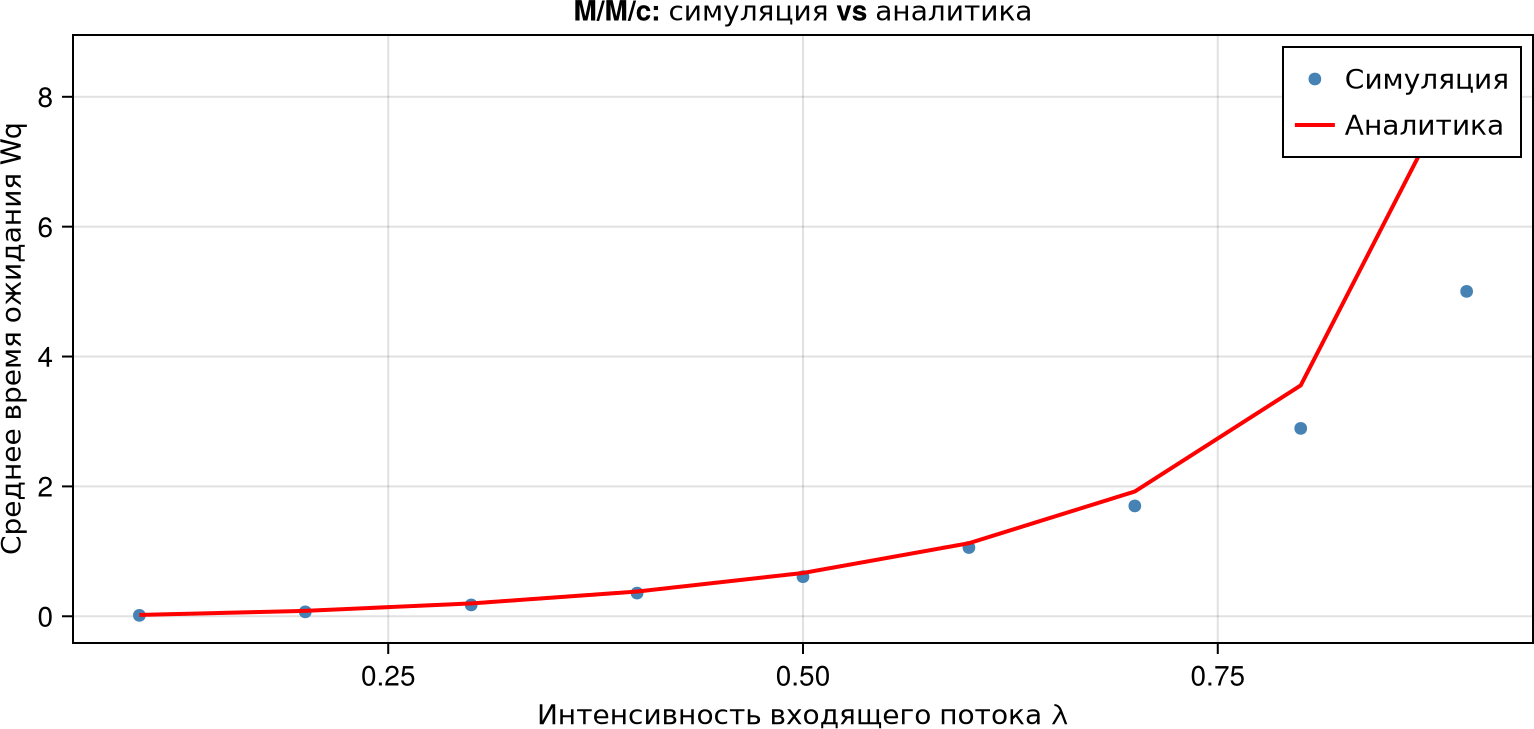 M/M/c: симуляция vs аналитика
Среднее время ожидания Wq
8
6
4
2
0
Симуляция
Аналитика
0.25
0.50
0.75
Интенсивность входящего потока λ